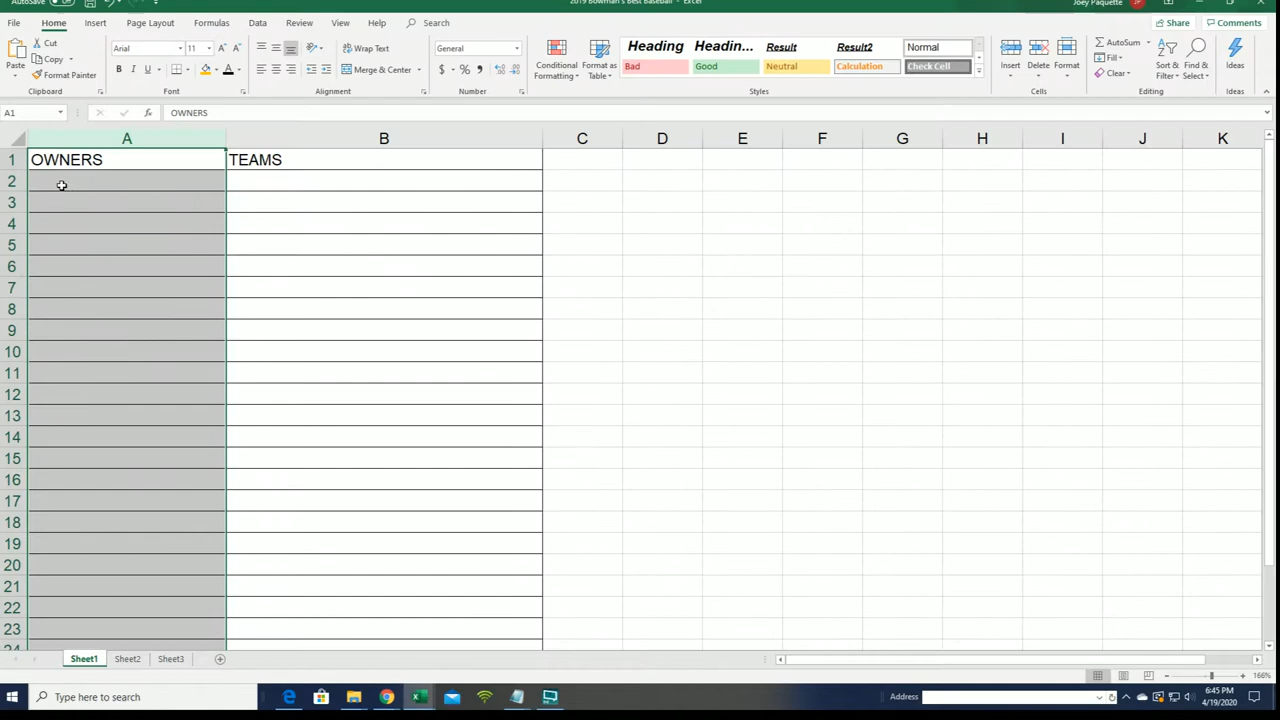 AutoSave
2019 Bowman's Best Baseball - Excel
Joey Paquette
File Home Insert Page Layout Formulas Data Review View Help Search Share Comments
Paste Cut Copy Format Painter Clipboard
Arial 11 B I U A Font
Wrap Text Merge & Center Alignment
General $ % Number
Conditional Formatting Format as Table
Heading Headin... Result Result2 Normal
Bad Good Neutral Calculation Check Cell
Styles
Insert Delete Format Cells
AutoSum Fill Clear Sort & Filter Find & Select Editing
Ideas Ideas
A1 fx OWNERS
A B C D E F G H I J K
1 OWNERS TEAMS
2
3
4
5
6
7
8
9
10
11
12
13
14
15
16
17
18
19
20
21
22
23
24
Sheet1 Sheet2 Sheet3
166%
Type here to search Address 6:45 PM
4/19/2020